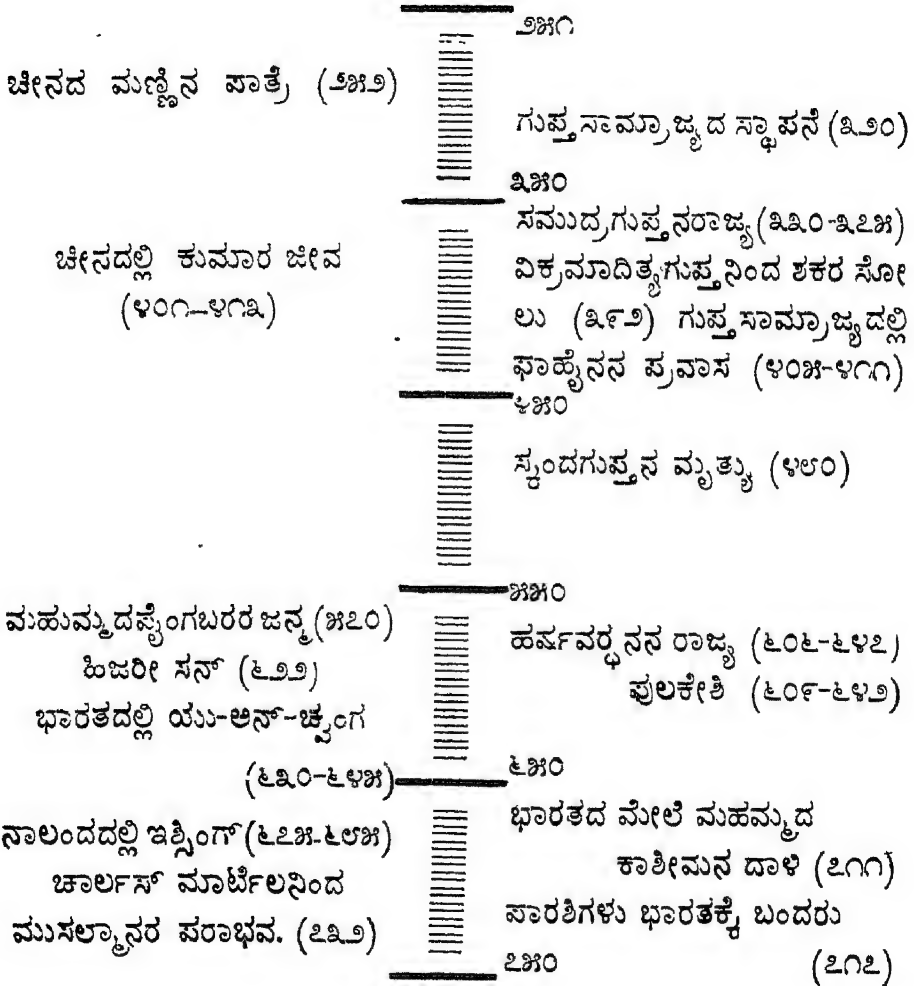 ೨೫೧
ಚೀನದ ಮಣ್ಣಿನ ಪಾತ್ರೆ (೨೫೨)
ಗುಪ್ತಸಾಮ್ರಾಜ್ಯದ ಸ್ಥಾಪನೆ (೩೨೦)
೩೫೦
ಸಮುದ್ರಗುಪ್ತನರಾಜ್ಯ (೩೩೦-೩೭೫)
ಚೀನದಲ್ಲಿ ಕುಮಾರ ಜೀವ
(೪೦೧–೪೧೩)
ವಿಕ್ರಮಾದಿತ್ಯಗುಪ್ತನಿಂದ ಶಕರ ಸೋ
ಲು (೩೯೨) ಗುಪ್ತಸಾಮ್ರಾಜ್ಯದಲ್ಲಿ
ಫಾಹೈನನ ಪ್ರವಾಸ (೪೦೫-೪೧೧)
೪೫೦
ಸ್ಕಂದಗುಪ್ತನ ಮೃತ್ಯು (೪೮೦)
೫೫೦
ಮಹುಮ್ಮದಪೈಂಗಬರರ ಜನ್ಮ (೫೭೦)
ಹಿಜರೀ ಸನ್ (೬೨೨)
ಭಾರತದಲ್ಲಿ ಯು-ಅನ್-ಚ್ವಂಗ
(೬೩೦-೬೪೫)
ಹರ್ಷವರ್ಧನನ ರಾಜ್ಯ (೬೦೬-೬೪೭)
ಪುಲಕೇಶಿ (೬೦೯-೬೪೨)
೬೫೦
ನಾಲಂದದಲ್ಲಿ ಇತ್ಸಿಂಗ್ (೬೭೫-೬೮೫)
ಚಾರ್ಲಸ್ ಮಾರ್ಟಿಲನಿಂದ
ಮುಸಲ್ಮಾನರ ಪರಾಭವ. (೭೩೨)
ಭಾರತದ ಮೇಲೆ ಮಹಮ್ಮದ
ಕಾಶೀಮನ ದಾಳಿ (೭೧೧)
ಪಾರಶಿಗಳು ಭಾರತಕ್ಕೆ ಬಂದರು
(೭೧೭)
೭೫೦